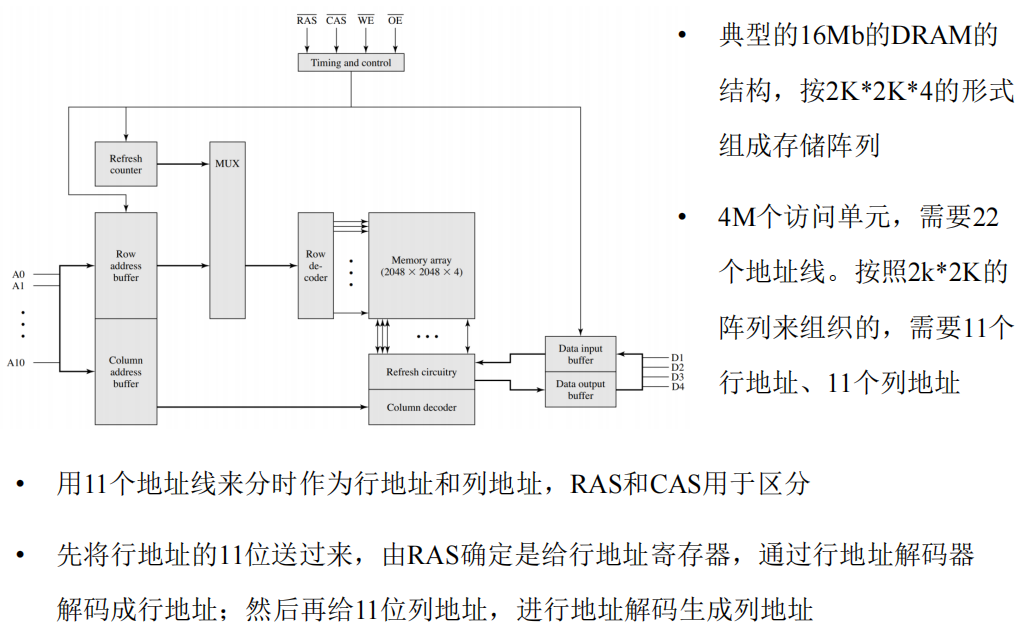 RAS CAS WE OE
Timing and control
Refresh
counter
MUX
Row
address
buffer
Row
de-
coder
Memory array
(2048 × 2048 × 4)
A0
A1
A10
Column
address
buffer
Refresh circuitry
Column decoder
Data input
buffer
Data output
buffer
D1
D2
D3
D4
• 典型的16Mb的DRAM的
结构，按2K*2K*4的形式
组成存储阵列
• 4M个访问单元，需要22
个地址线。按照2k*2K的
阵列来组织的，需要11个
行地址、11个列地址
• 用11个地址线来分时作为行地址和列地址，RAS和CAS用于区分
• 先将行地址的11位送过来，由RAS确定是给行地址寄存器，通过行地址解码器
解码成行地址；然后再给11位列地址，进行地址解码生成列地址